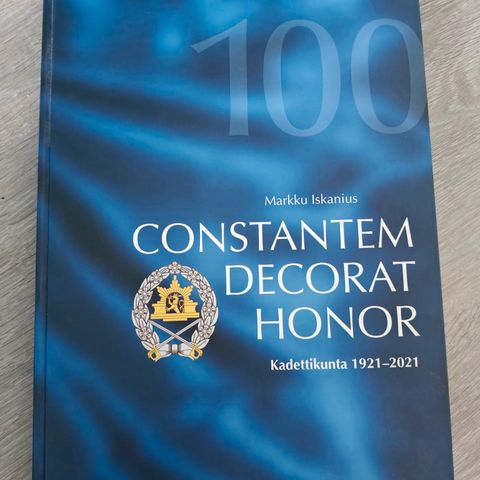 100
Markku Iskanius
CONSTANTEM
DECORAT
HONOR
Kadettikunta 1921–2021